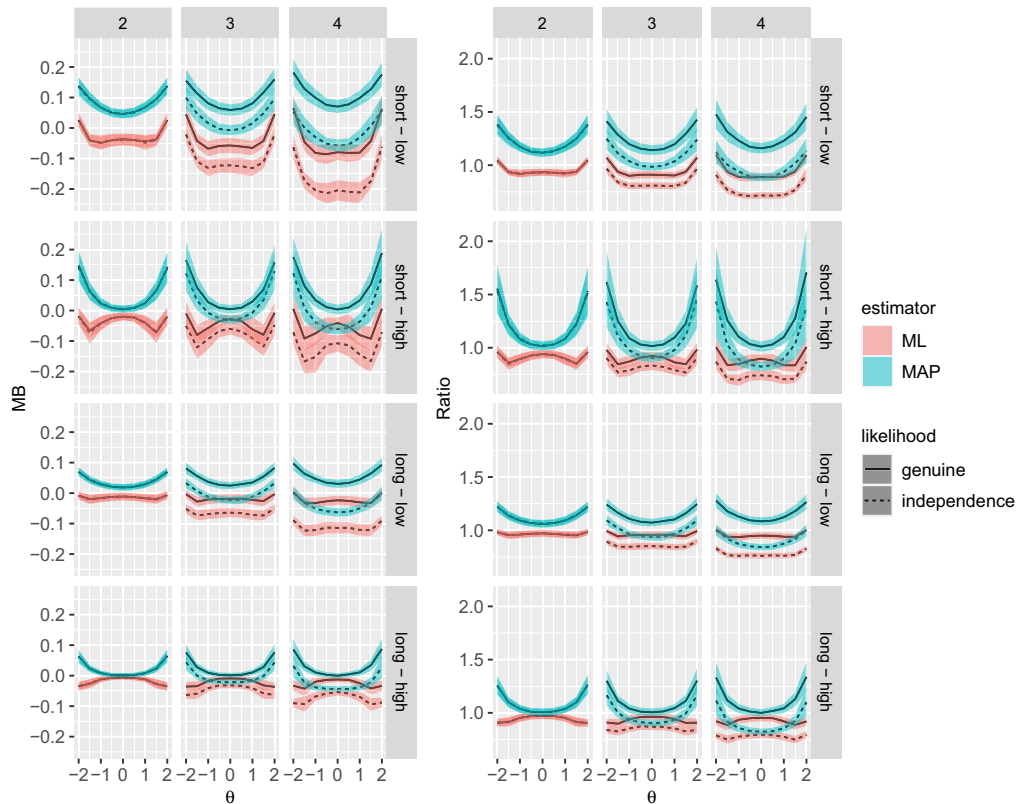 2 3 4
0.2
0.1
0.0
−0.1
−0.2
short − low
0.2
0.1
0.0
−0.1
−0.2
short − high
0.2
0.1
0.0
−0.1
−0.2
long − low
0.2
0.1
0.0
−0.1
−0.2
long − high
MB
−2 −1 0 1 2 −2 −1 0 1 2 −2 −1 0 1 2
θ
2 3 4
2.0
1.5
1.0
short − low
2.0
1.5
1.0
short − high
2.0
1.5
1.0
long − low
2.0
1.5
1.0
long − high
Ratio
−2 −1 0 1 2 −2 −1 0 1 2 −2 −1 0 1 2
θ
estimator
ML
MAP
likelihood
genuine
independence